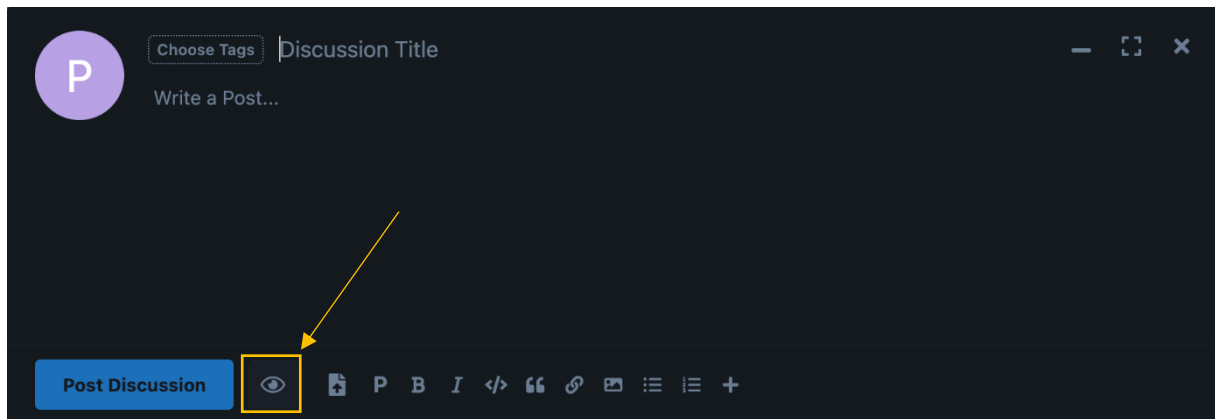 P
Choose Tags Discussion Title
Write a Post...
Post Discussion P B I </>